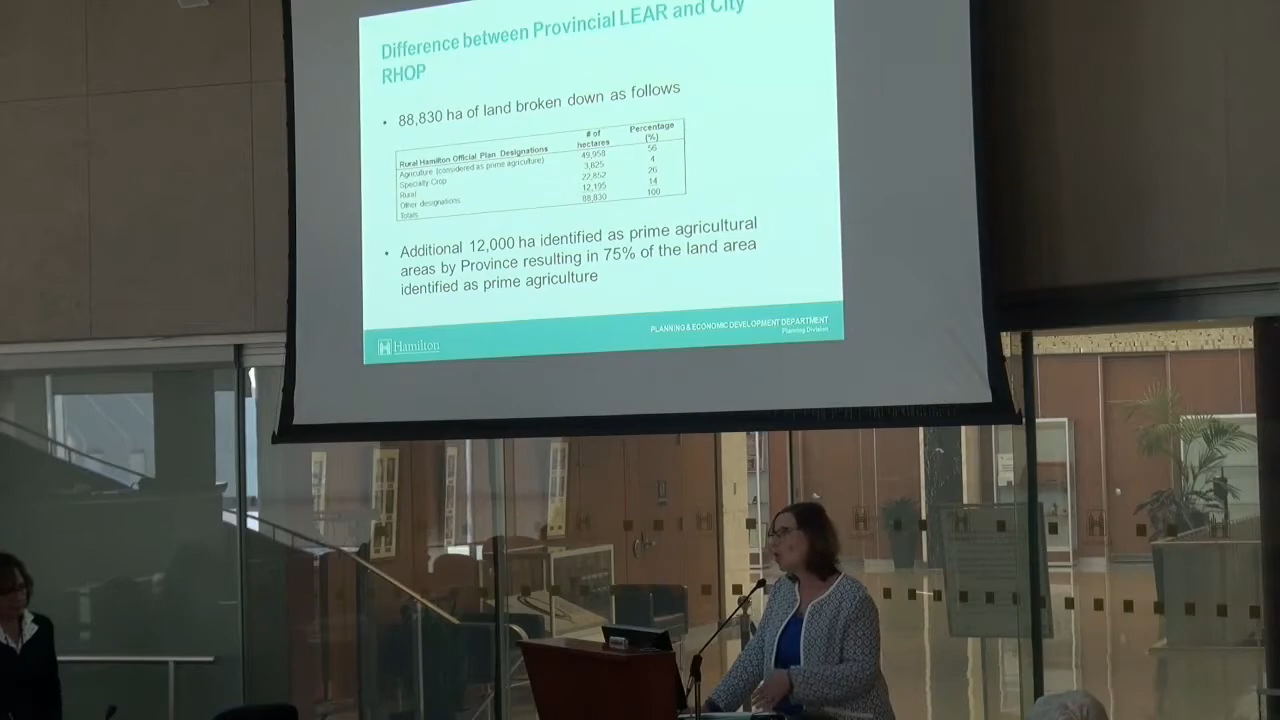 Difference between Provincial LEAR and City
RHOP
• 88,830 ha of land broken down as follows
Rural Hamilton Official Plan Designations # of hectares Percentage (%)
Agriculture (considered as prime agriculture) 49,958 56
Specialty Crop 3,825 4
Rural 22,852 26
Other designations 12,195 14
Totals 88,830 100
• Additional 12,000 ha identified as prime agricultural
areas by Province resulting in 75% of the land area
identified as prime agriculture
Hamilton
PLANNING & ECONOMIC DEVELOPMENT DEPARTMENT
Planning Division